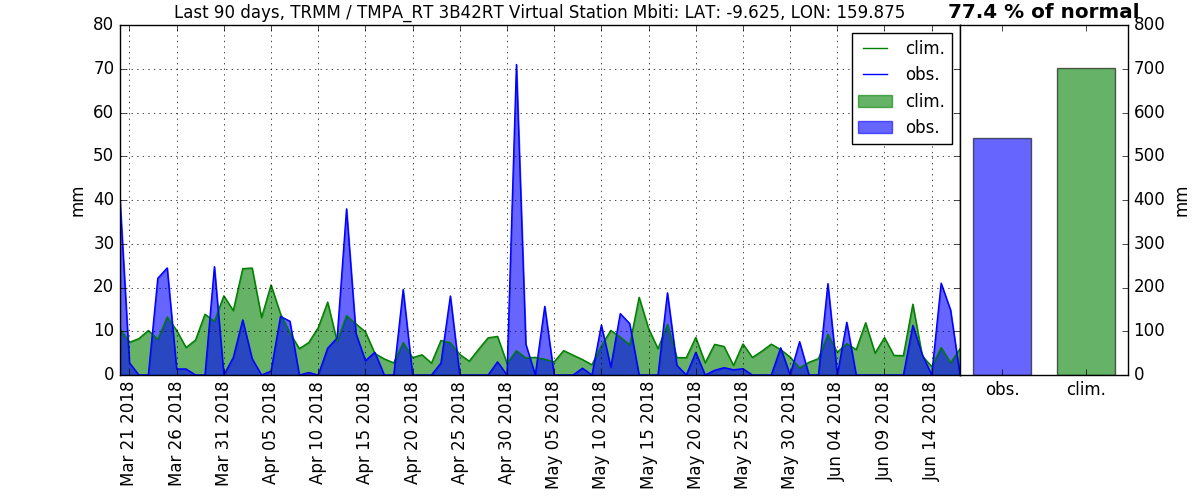 Last 90 days, TRMM / TMPA_RT 3B42RT Virtual Station Mbiti: LAT: -9.625, LON: 159.875
77.4 % of normal
80
70
60
50
40
30
20
10
0
mm
clim.
obs.
clim.
obs.
Mar 21 2018
Mar 26 2018
Mar 31 2018
Apr 05 2018
Apr 10 2018
Apr 15 2018
Apr 20 2018
Apr 25 2018
Apr 30 2018
May 05 2018
May 10 2018
May 15 2018
May 20 2018
May 25 2018
May 30 2018
Jun 04 2018
Jun 09 2018
Jun 14 2018
obs.
clim.
800
700
600
500
400
300
200
100
0
mm